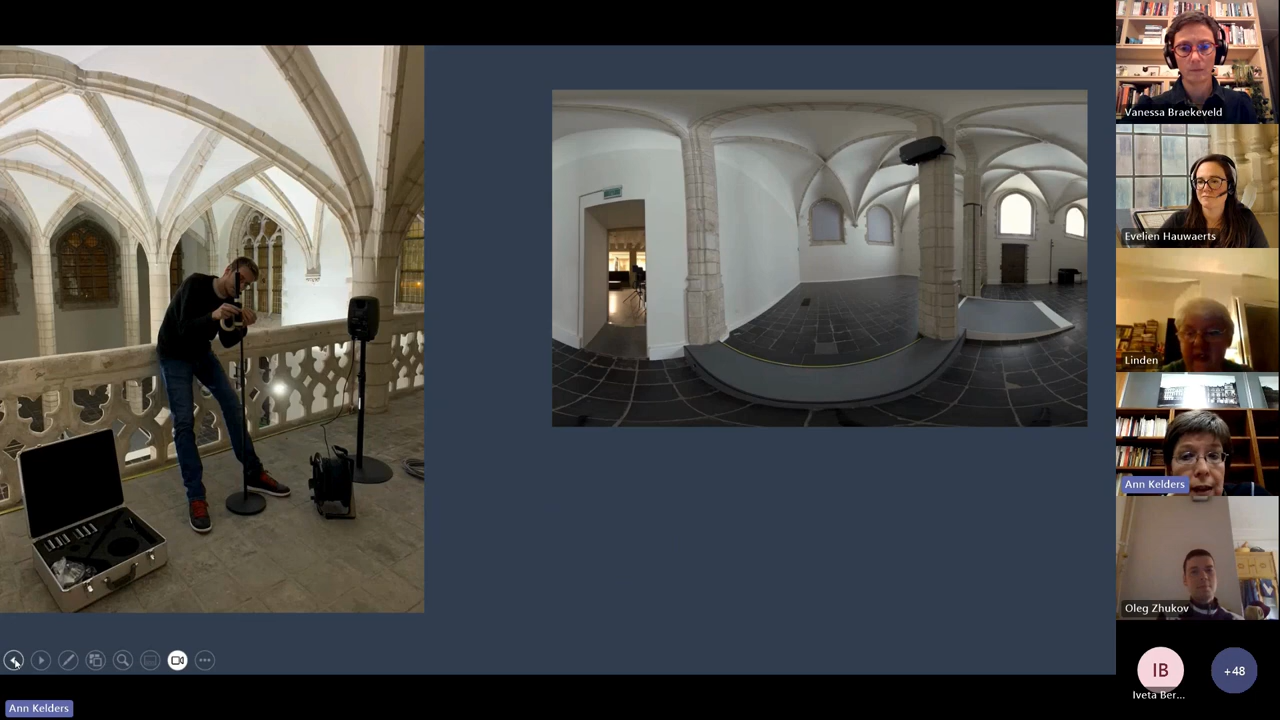 Vanessa Braekeveld
Evelien Hauwaerts
Linden
Ann Kelders
Oleg Zhukov
IB
Iveta Ber...
+48
Ann Kelders